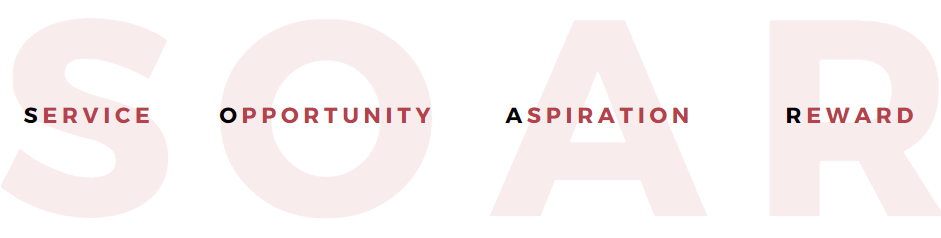 SOAR
SERVICE OPPORTUNITY ASPIRATION REWARD